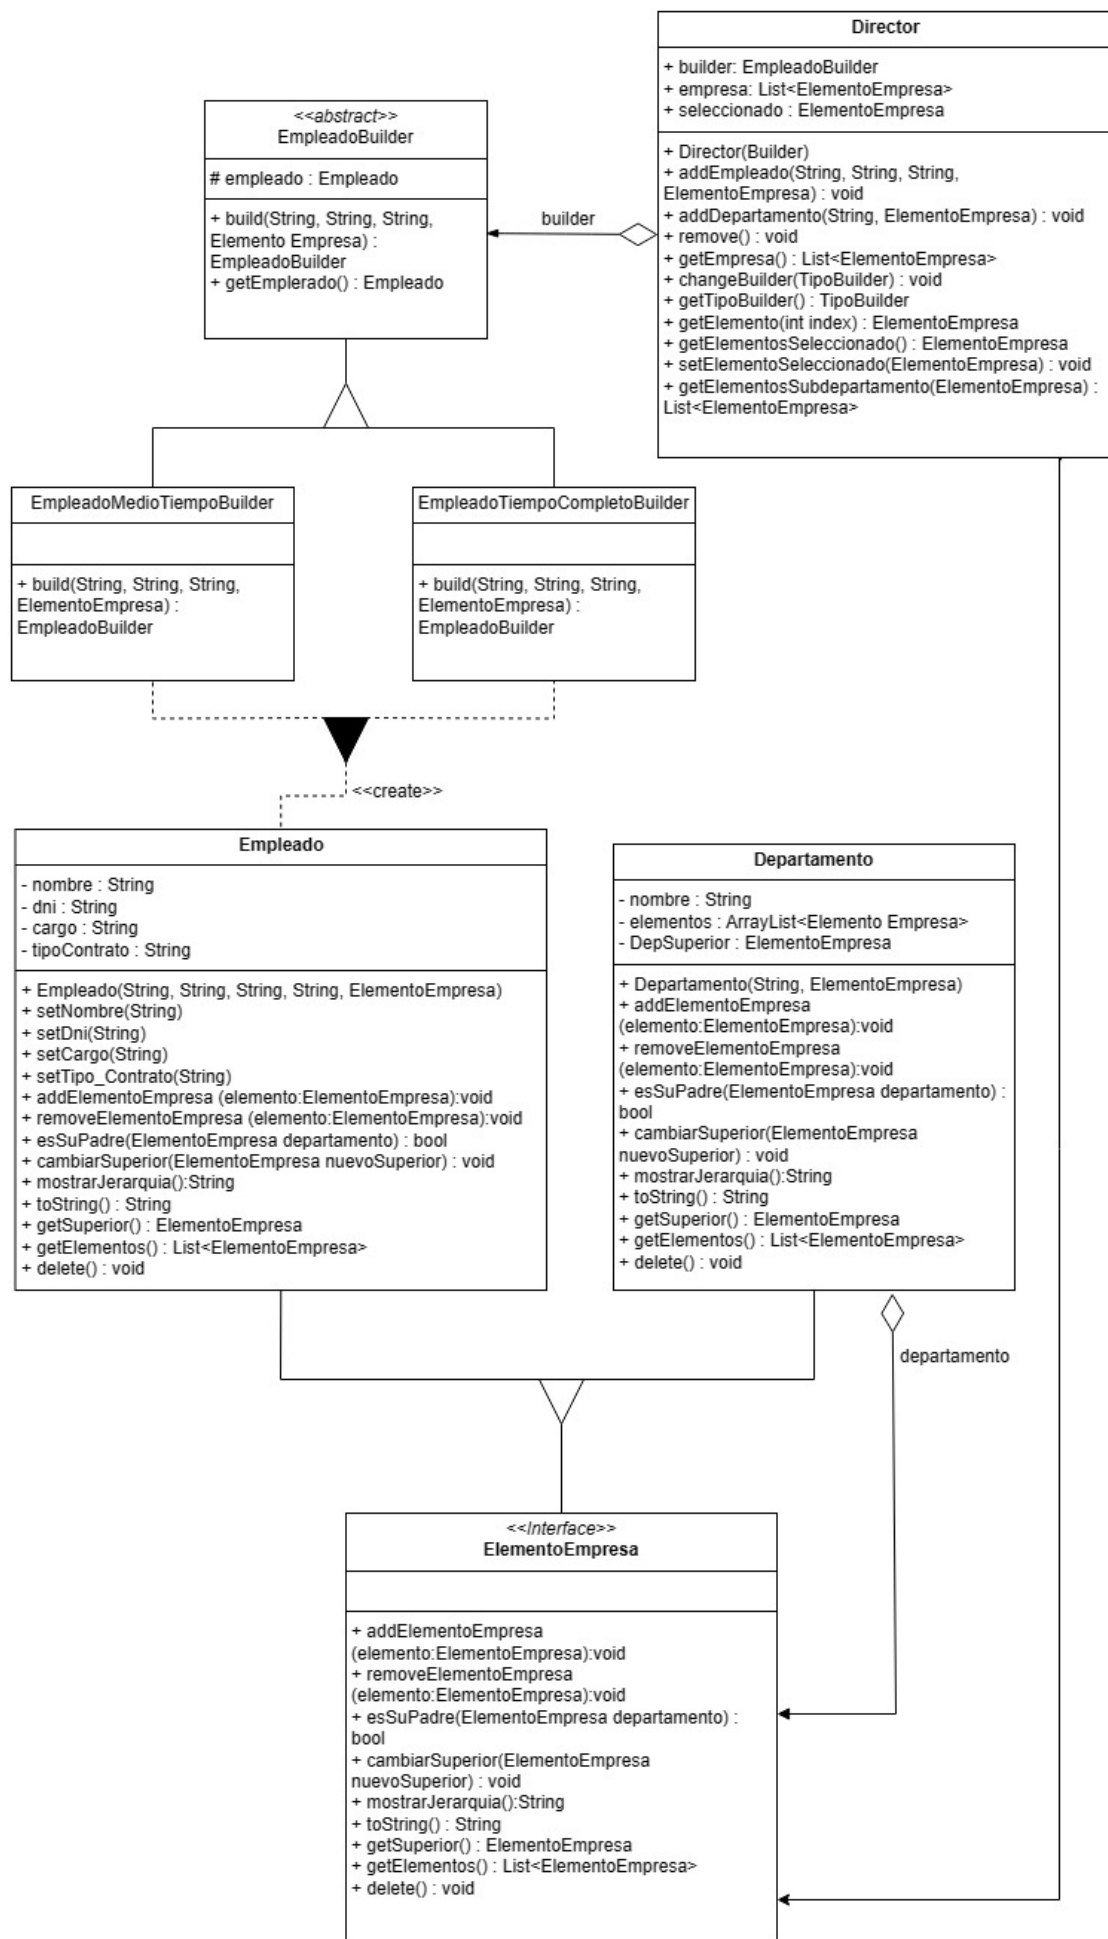 Director
+ builder: EmpleadoBuilder
+ empresa: List<ElementoEmpresa>
+ seleccionado : ElementoEmpresa
+ Director(Builder)
+ addEmpleado(String, String, String,
ElementoEmpresa) : void
+ addDepartamento(String, ElementoEmpresa) : void
+ remove() : void
+ getEmpresa() : List<ElementoEmpresa>
+ changeBuilder(TipoBuilder) : void
+ getTipoBuilder() : TipoBuilder
+ getElemento(int index) : ElementoEmpresa
+ getElementosSeleccionado() : ElementoEmpresa
+ setElementoSeleccionado(ElementoEmpresa) : void
+ getElementosSubdepartamento(ElementoEmpresa) :
List<ElementoEmpresa>
<<abstract>>
EmpleadoBuilder
# empleado : Empleado
+ build(String, String, String,
Elemento Empresa) :
EmpleadoBuilder
+ getEmplerado() : Empleado
builder
EmpleadoMedioTiempoBuilder
+ build(String, String, String,
ElementoEmpresa) :
EmpleadoBuilder
EmpleadoTiempoCompletoBuilder
+ build(String, String, String,
ElementoEmpresa) :
EmpleadoBuilder
<<create>>
Empleado
- nombre : String
- dni : String
- cargo : String
- tipoContrato : String
+ Empleado(String, String, String, String, ElementoEmpresa)
+ setNombre(String)
+ setDni(String)
+ setCargo(String)
+ setTipo_Contrato(String)
+ addElementoEmpresa (elemento:ElementoEmpresa):void
+ removeElementoEmpresa (elemento:ElementoEmpresa):void
+ esSuPadre(ElementoEmpresa departamento) : bool
+ cambiarSuperior(ElementoEmpresa nuevoSuperior) : void
+ mostrarJerarquia():String
+ toString() : String
+ getSuperior() : ElementoEmpresa
+ getElementos() : List<ElementoEmpresa>
+ delete() : void
Departamento
- nombre : String
- elementos : ArrayList<Elemento Empresa>
- DepSuperior : ElementoEmpresa
+ Departamento(String, ElementoEmpresa)
+ addElementoEmpresa
(elemento:ElementoEmpresa):void
+ removeElementoEmpresa
(elemento:ElementoEmpresa):void
+ esSuPadre(ElementoEmpresa departamento) :
bool
+ cambiarSuperior(ElementoEmpresa
nuevoSuperior) : void
+ mostrarJerarquia():String
+ toString() : String
+ getSuperior() : ElementoEmpresa
+ getElementos() : List<ElementoEmpresa>
+ delete() : void
departamento
<<Interface>>
ElementoEmpresa
+ addElementoEmpresa
(elemento:ElementoEmpresa):void
+ removeElementoEmpresa
(elemento:ElementoEmpresa):void
+ esSuPadre(ElementoEmpresa departamento) :
bool
+ cambiarSuperior(ElementoEmpresa
nuevoSuperior) : void
+ mostrarJerarquia():String
+ toString() : String
+ getSuperior() : ElementoEmpresa
+ getElementos() : List<ElementoEmpresa>
+ delete() : void